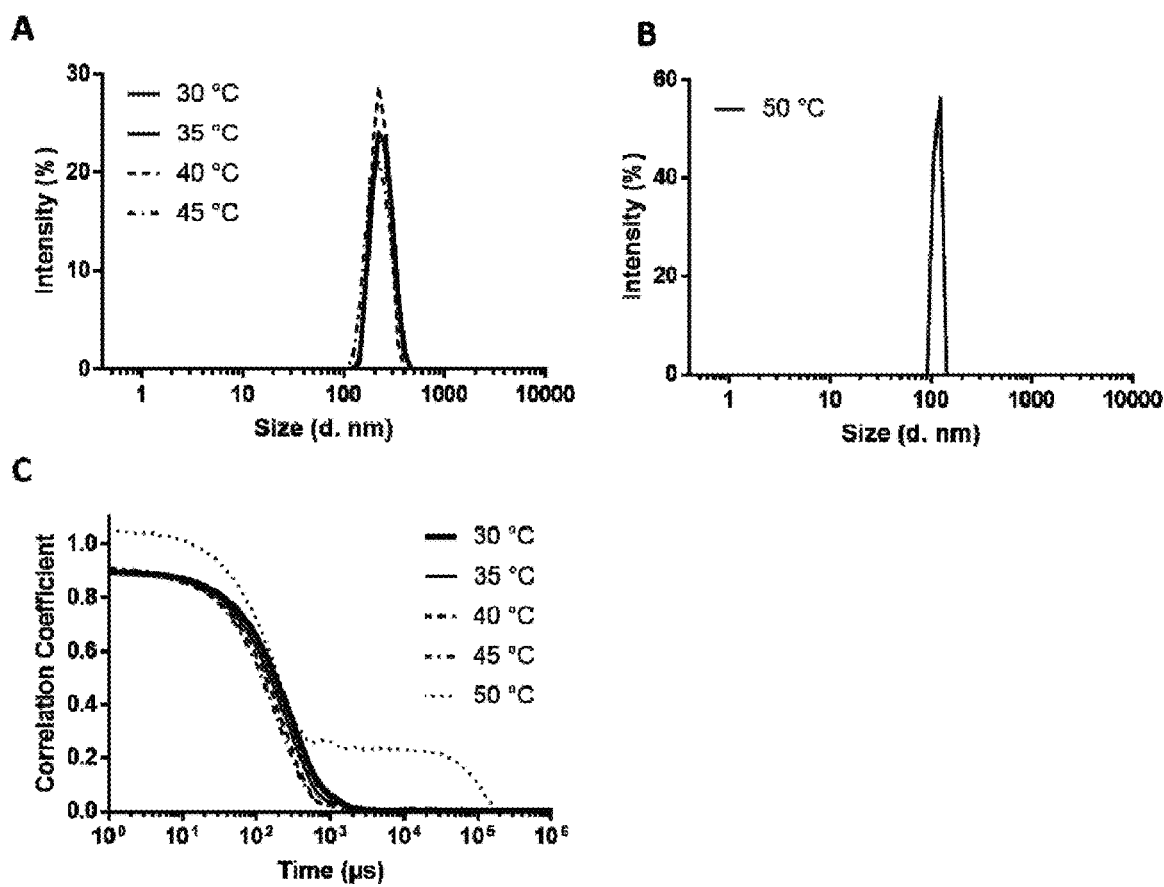 A
30
20
10
0
Intensity (%)
30 °C
35 °C
40 °C
45 °C
1
10
100
1000
10000
Size (d. nm)
B
60
40
20
0
Intensity (%)
50 °C
1
10
100
1000
10000
Size (d. nm)
C
1.0
0.8
0.6
0.4
0.2
0.0
Correlation Coefficient
30 °C
35 °C
40 °C
45 °C
50 °C
10⁰
10¹
10²
10³
10⁴
10⁵
10⁶
Time (µs)